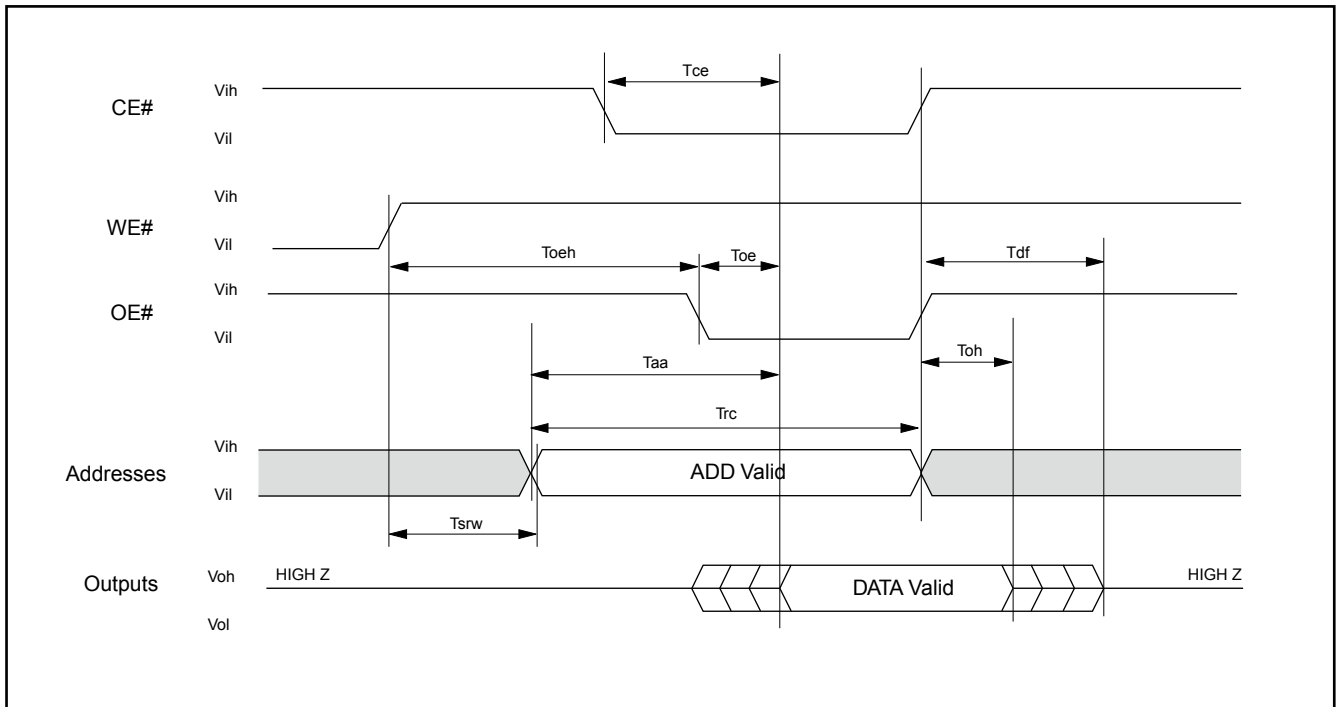 Tce
CE#
Vih
Vil
WE#
Vih
Vil
Toeh
Toe
Tdf
OE#
Vih
Vil
Toh
Taa
Trc
Addresses
Vih
Vil
ADD Valid
Tsrw
Outputs
Voh
HIGH Z
DATA Valid
HIGH Z
Vol